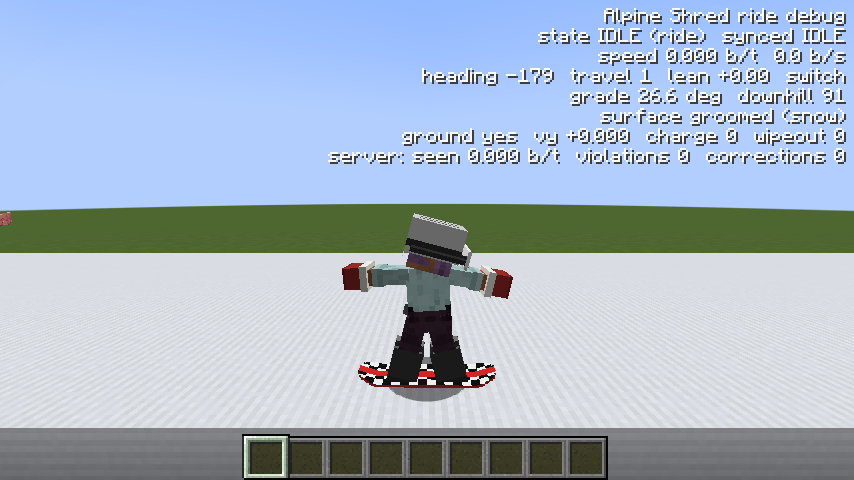 Alpine Shred ride debug
state IDLE (ride) synced IDLE
speed 0.000 b/t 0.0 b/s
heading -179 travel 1 lean +0.00 switch
grade 26.6 deg downhill 91
surface groomed (snow)
ground yes vy +0.000 charge 0 wipeout 0
server: seen 0.000 b/t violations 0 corrections 0